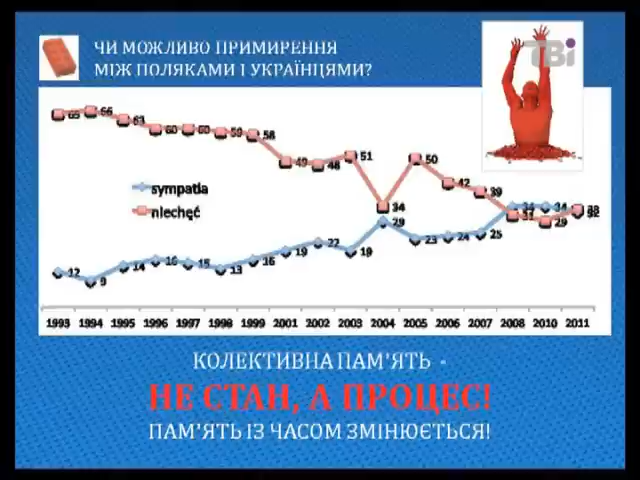 ЧИ МОЖЛИВО ПРИМИРЕННЯ
МІЖ ПОЛЯКАМИ І УКРАЇНЦЯМИ?
ТВі
65 66 63 60 60 59 58 49 48 51 34 50 42 39 31 29 33
sympatia
niechęć
12 9 14 16 15 13 16 19 22 19 29 23 24 25 34 34 32
1993 1994 1995 1996 1997 1998 1999 2001 2002 2003 2004 2005 2006 2007 2008 2010 2011
КОЛЕКТИВНА ПАМ'ЯТЬ -
НЕ СТАН, А ПРОЦЕС!
ПАМ'ЯТЬ ІЗ ЧАСОМ ЗМІНЮЄТЬСЯ!